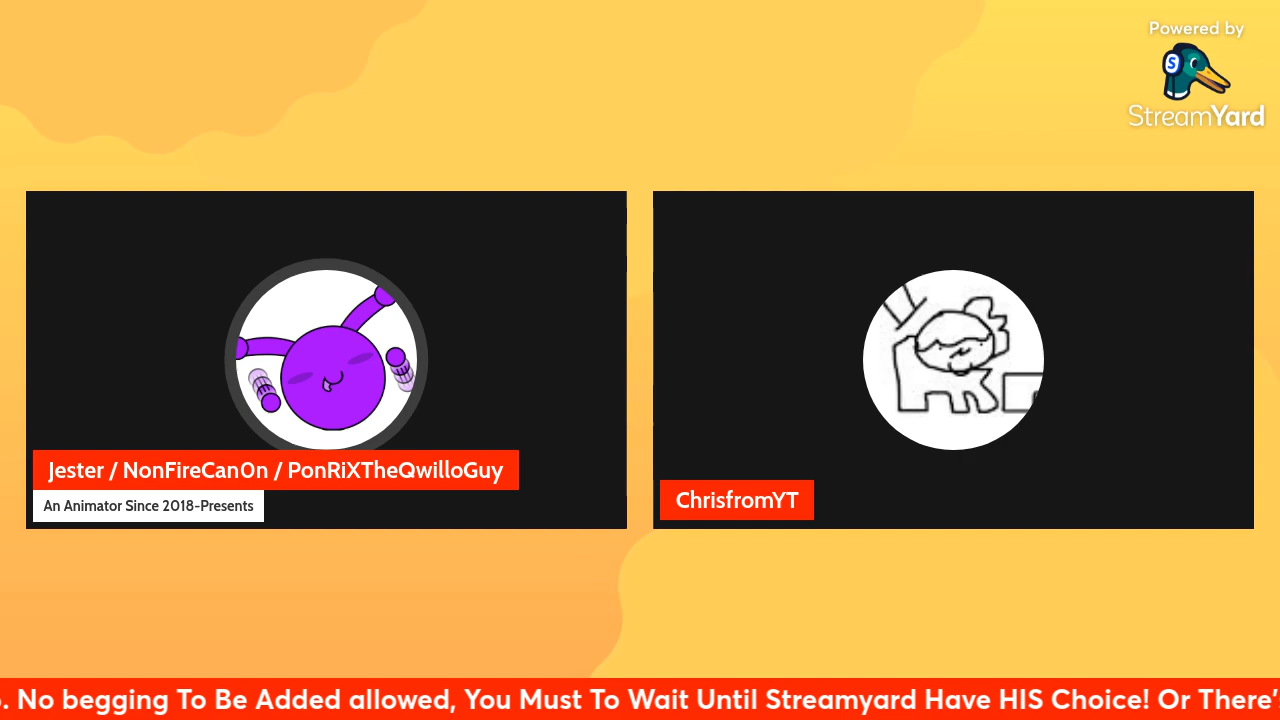 Powered by
StreamYard
Jester / NonFireCan0n / PonRiXTheQwilloGuy
An Animator Since 2018-Presents
ChrisfromYT
. No begging To Be Added allowed, You Must To Wait Until Streamyard Have HIS Choice! Or There'